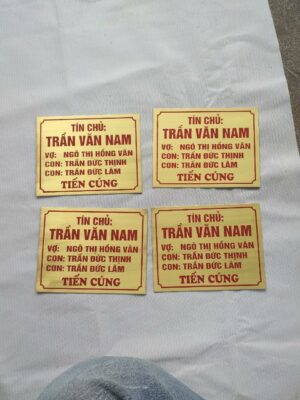 TÍN CHỦ:
TRẦN VĂN NAM
VỢ: NGÔ THỊ HỒNG VÂN
CON: TRẦN ĐỨC THỊNH
CON: TRẦN ĐỨC LÂM
TIẾN CÚNG
TÍN CHỦ:
TRẦN VĂN NAM
VỢ: NGÔ THỊ HỒNG VÂN
CON: TRẦN ĐỨC THỊNH
CON: TRẦN ĐỨC LÂM
TIẾN CÚNG
TÍN CHỦ:
TRẦN VĂN NAM
VỢ: NGÔ THỊ HỒNG VÂN
CON: TRẦN ĐỨC THỊNH
CON: TRẦN ĐỨC LÂM
TIẾN CÚNG
TÍN CHỦ:
TRẦN VĂN NAM
VỢ: NGÔ THỊ HỒNG VÂN
CON: TRẦN ĐỨC THỊNH
CON: TRẦN ĐỨC LÂM
TIẾN CÚNG